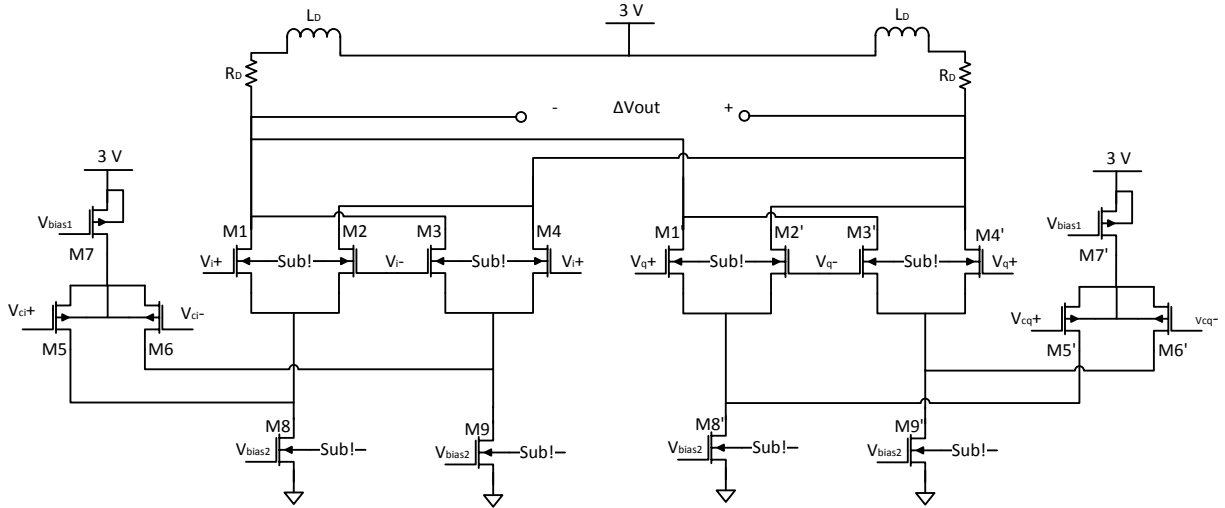 LD 3 V LD
RD RD
- ΔVout +
3 V 3 V
Vbias1 Vbias1
M7 M7'
M1 M2 M3 M4 M1' M2' M3' M4'
Vi+ Sub! Vi- Sub! Vi+ Vq+ Sub! Vq- Sub! Vq+
Vci+ Vci- Vcq+ Vcq-
M5 M6 M5' M6'
M8 M9 M8' M9'
Vbias2 Sub! Vbias2 Sub! Vbias2 Sub! Vbias2 Sub!